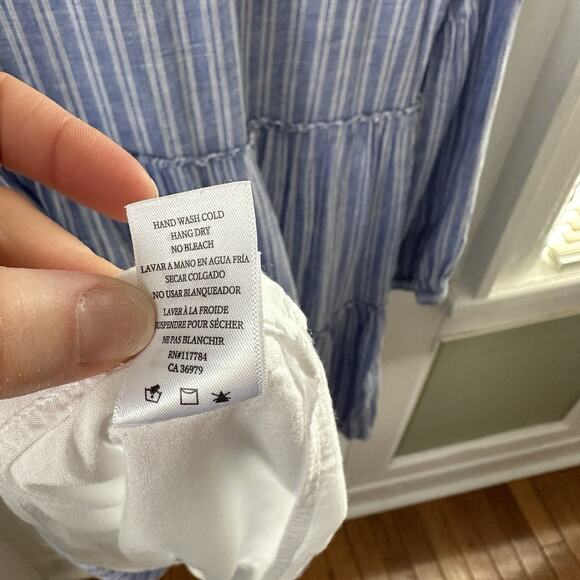 HAND WASH COLD
HANG DRY
NO BLEACH
LAVAR A MANO EN AGUA FRÍA
SECAR COLGADO
NO USAR BLANQUEADOR
LAVER À LA FROIDE
SUSPENDRE POUR SÉCHER
NE PAS BLANCHIR
RN#117784
CA 36979